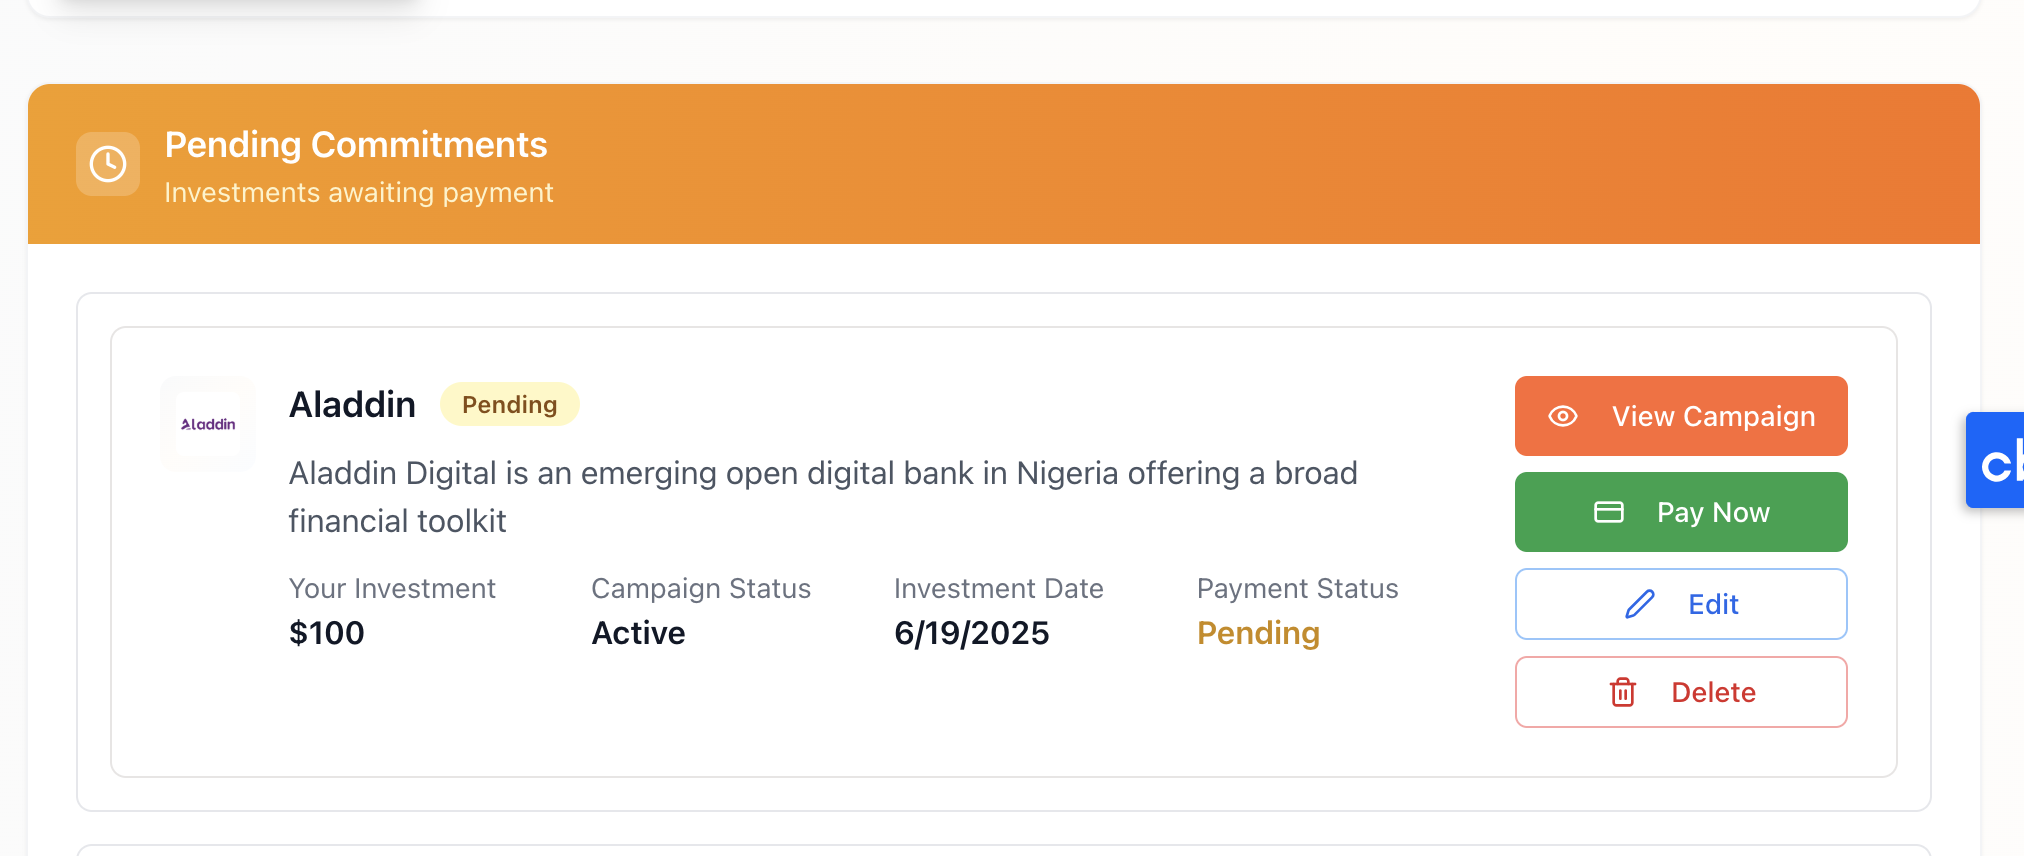 Pending Commitments
Investments awaiting payment
Aladdin
Aladdin
Pending
Aladdin Digital is an emerging open digital bank in Nigeria offering a broad
financial toolkit
Your Investment
$100
Campaign Status
Active
Investment Date
6/19/2025
Payment Status
Pending
View Campaign
Pay Now
Edit
Delete